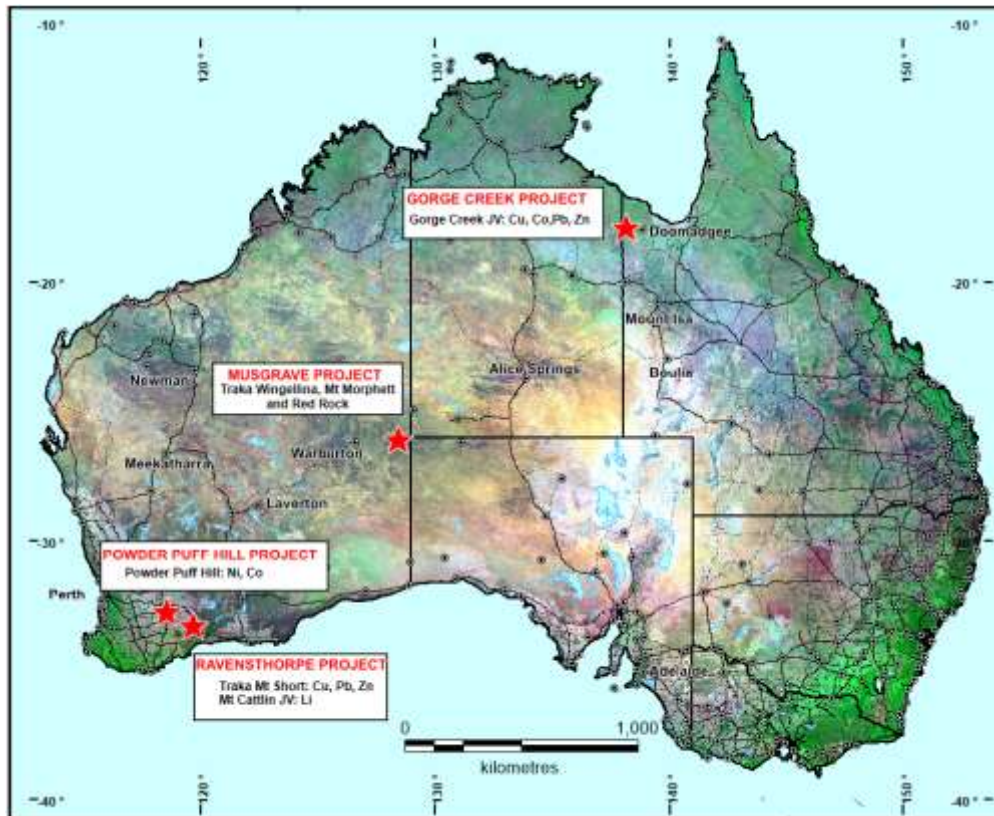 -10°
120°
130°
140°
150°
-10°
GORGE CREEK PROJECT
Gorge Creek JV: Cu, Co,Pb, Zn
Doomadgee
-20°
-20°
Mount Isa
MUSGRAVE PROJECT
Traka Wingellina, Mt Morphett
and Red Rock
Newman
Alice Springs
Boulia
Warburton
Meekatharra
Laverton
-30°
POWDER PUFF HILL PROJECT
Powder Puff Hill: Ni, Co
Perth
RAVENSTHORPE PROJECT
Traka Mt Short: Cu, Pb, Zn
Mt Cattlin JV: Li
Adelaide
0
1,000
kilometres
-40°
120°
130°
140°
150°
-40°